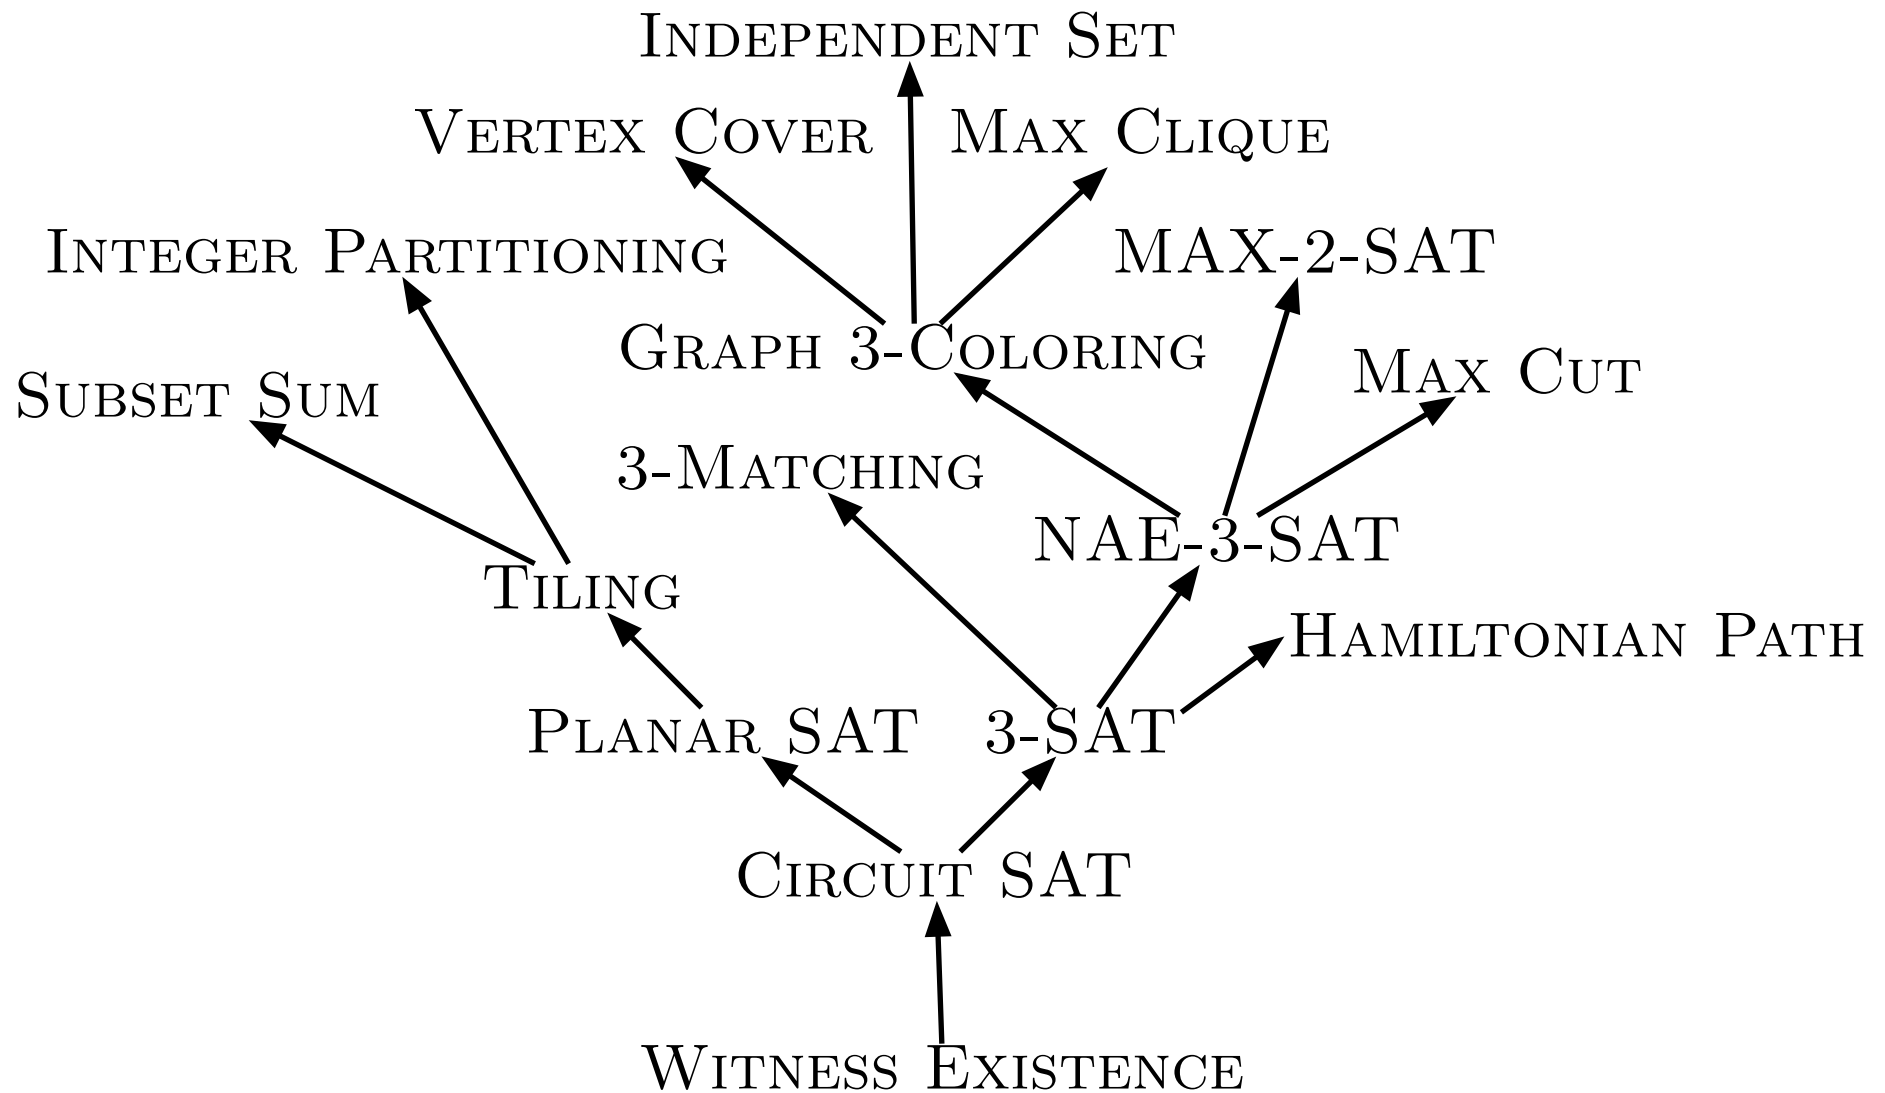 Independent Set
Vertex Cover
Max Clique
Integer Partitioning
MAX-2-SAT
Graph 3-Coloring
Subset Sum
Max Cut
3-Matching
NAE-3-SAT
Tiling
Hamiltonian Path
Planar SAT
3-SAT
Circuit SAT
Witness Existence